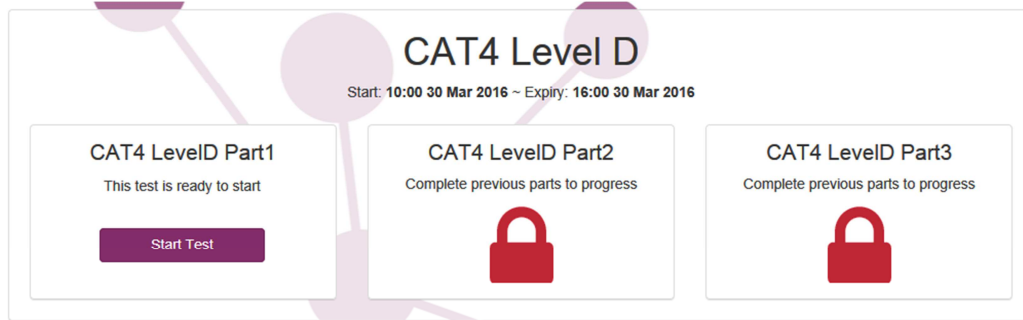 CAT4 Level D
Start: 10:00 30 Mar 2016 ~ Expiry: 16:00 30 Mar 2016
CAT4 LevelD Part1
This test is ready to start
Start Test
CAT4 LevelD Part2
Complete previous parts to progress
CAT4 LevelD Part3
Complete previous parts to progress